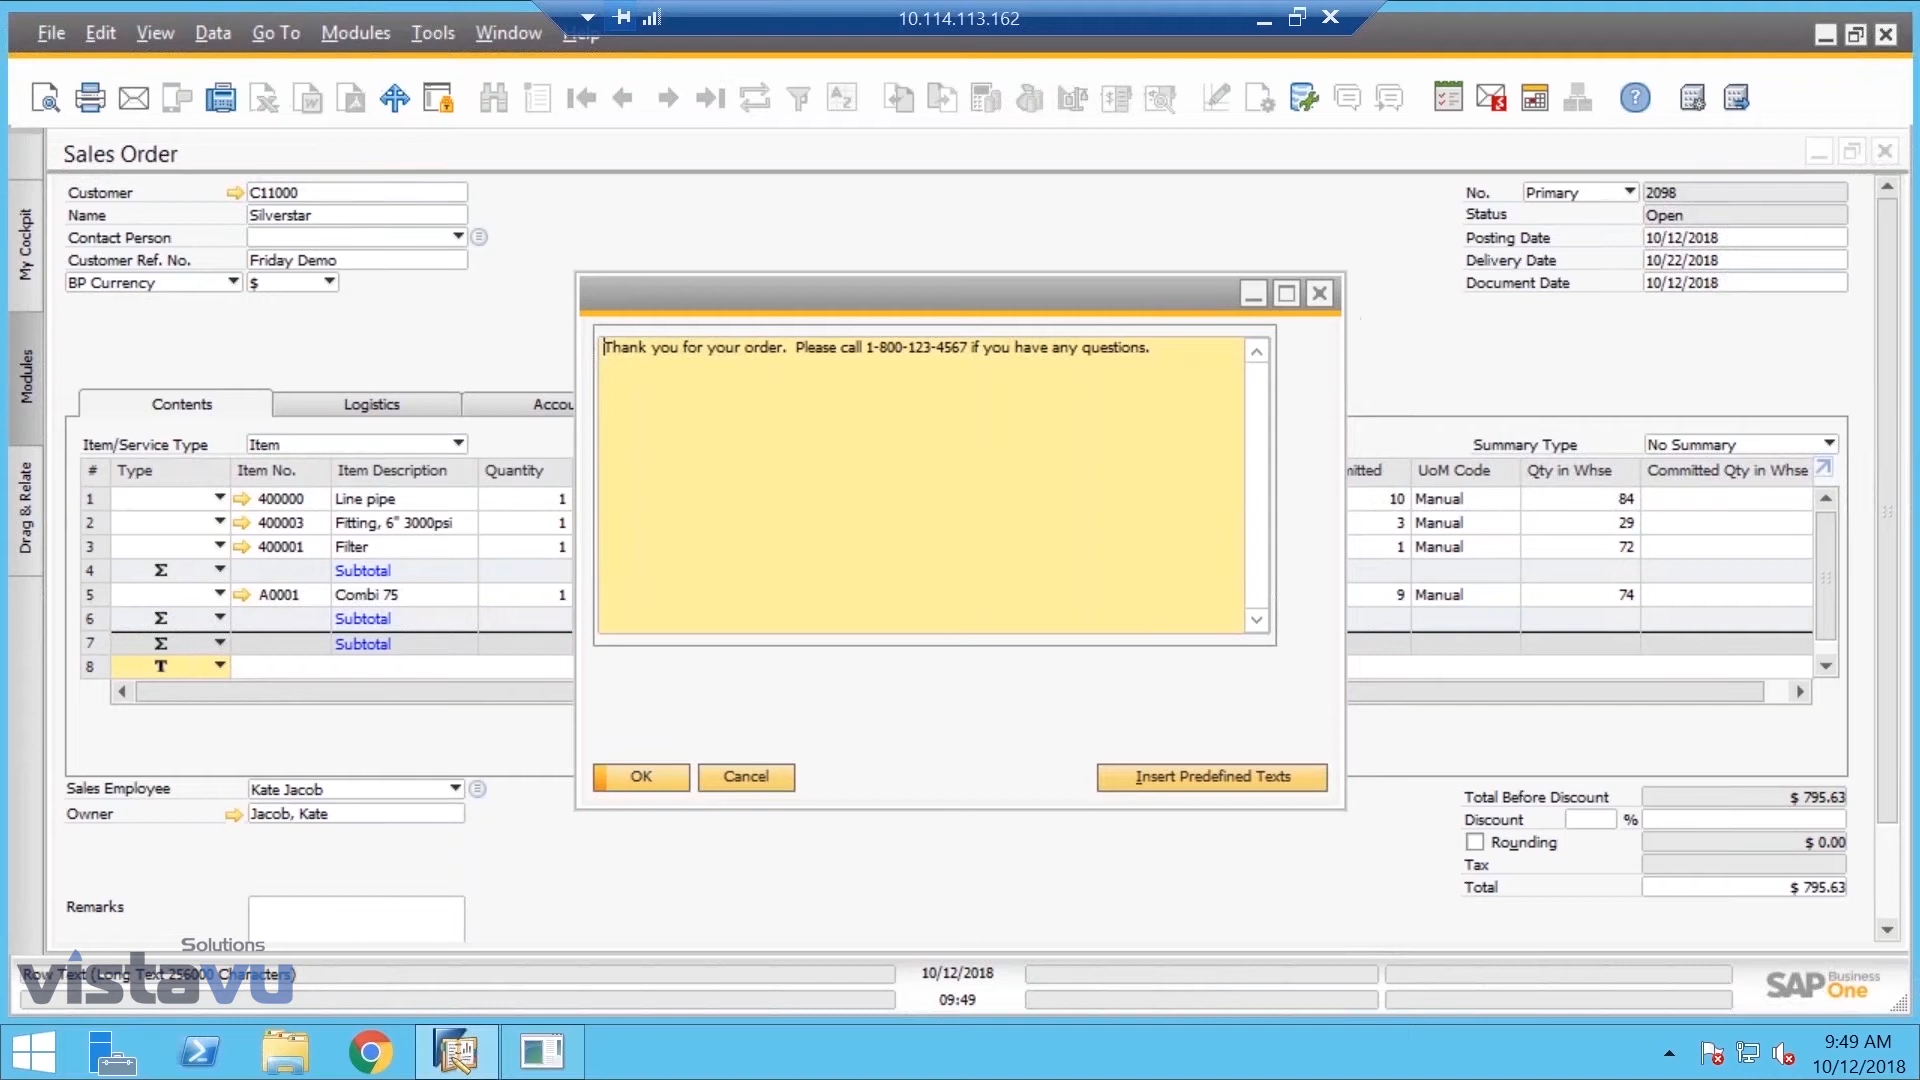 10.114.113.162
File Edit View Data Go To Modules Tools Window Help
Sales Order
My Cockpit
Modules
Drag & Relate
Customer C11000
Name Silverstar
Contact Person
Customer Ref. No. Friday Demo
BP Currency $
No. Primary 2098
Status Open
Posting Date 10/12/2018
Delivery Date 10/22/2018
Document Date 10/12/2018
Thank you for your order. Please call 1-800-123-4567 if you have any questions.
OK Cancel Insert Predefined Texts
Contents Logistics Accou
Item/Service Type Item
Summary Type No Summary
# Type Item No. Item Description Quantity mitted UoM Code Qty in Whse Committed Qty in Whse
1 400000 Line pipe 1 10 Manual 84
2 400003 Fitting, 6" 3000psi 1 3 Manual 29
3 400001 Filter 1 1 Manual 72
4 Σ Subtotal
5 A0001 Combi 75 1 9 Manual 74
6 Σ Subtotal
7 Σ Subtotal
8 T
Sales Employee Kate Jacob
Owner Jacob, Kate
Total Before Discount $ 795.63
Discount %
Rounding $ 0.00
Tax
Total $ 795.63
Remarks
Solutions
vistavu
Row Text (Long Text 256000 Characters)
10/12/2018
09:49
SAP Business One
9:49 AM
10/12/2018